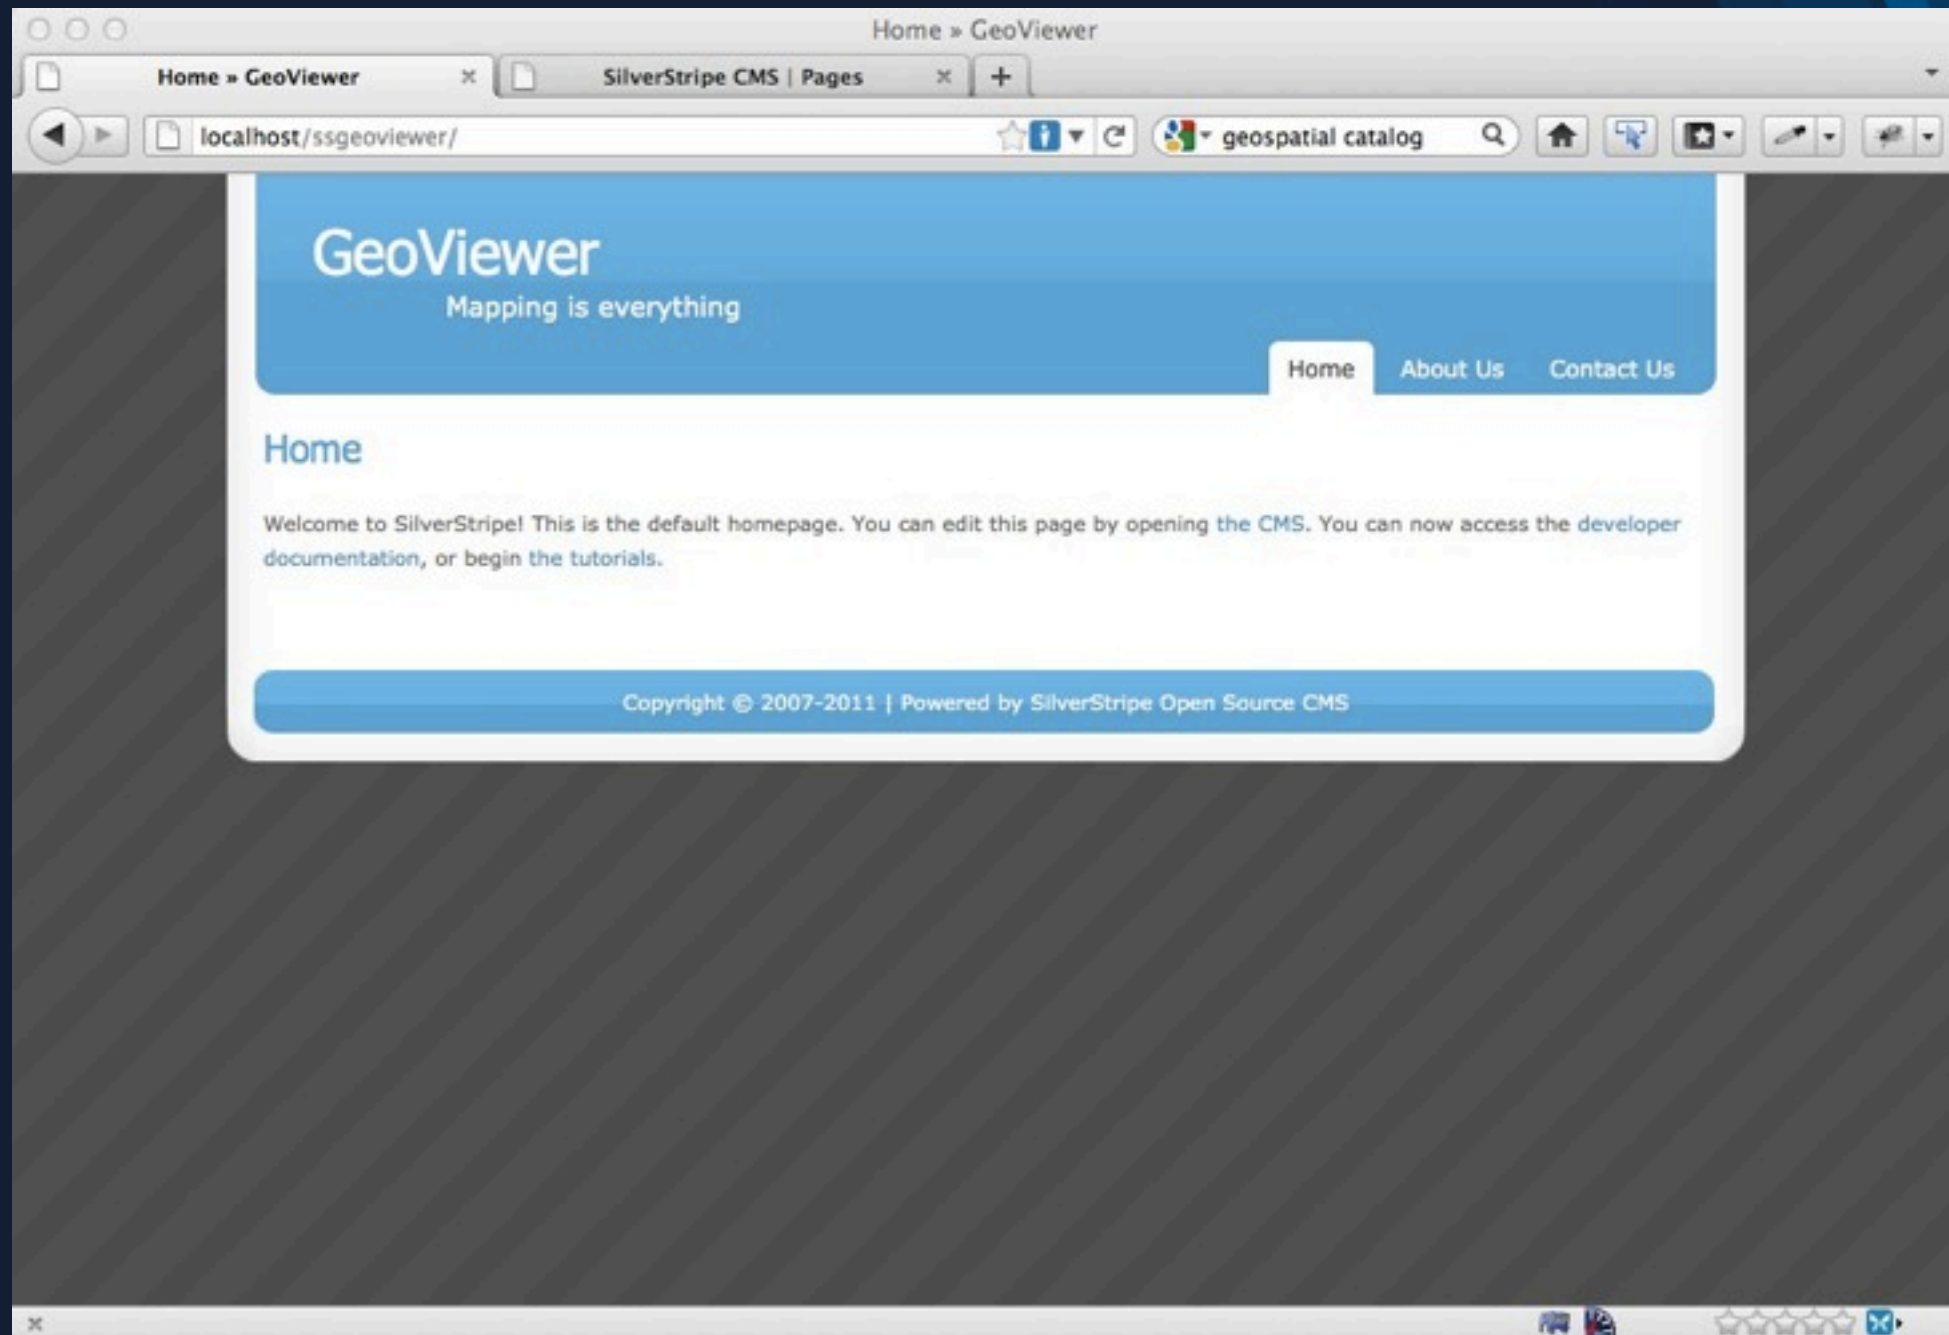 Home » GeoViewer
Home » GeoViewer
SilverStripe CMS | Pages
localhost/ssgeoviewer/
geospatial catalog
GeoViewer
Mapping is everything
Home
About Us
Contact Us
Home
Welcome to SilverStripe! This is the default homepage. You can edit this page by opening the CMS. You can now access the developer
documentation, or begin the tutorials.
Copyright © 2007-2011 | Powered by SilverStripe Open Source CMS